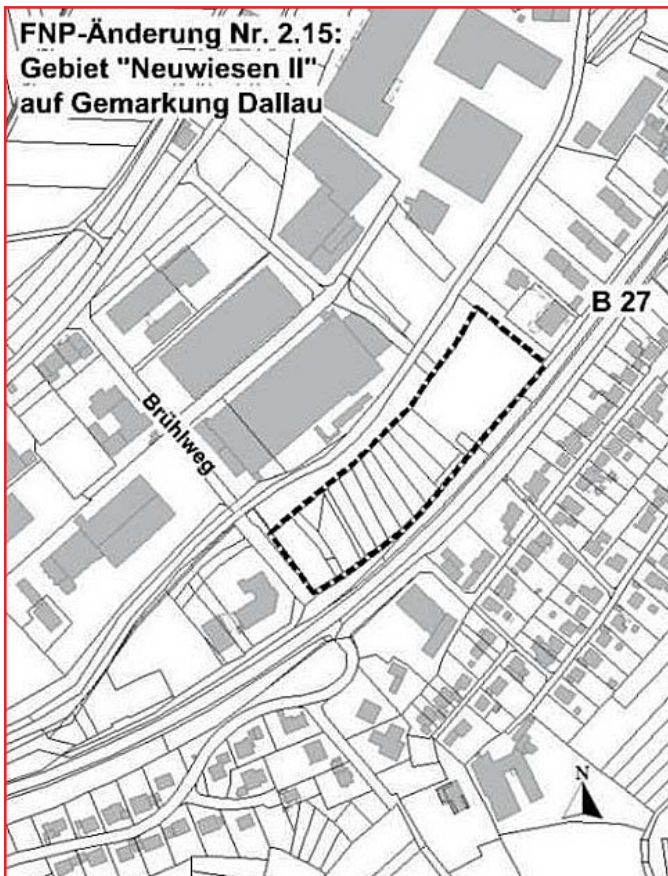 FNP-Änderung Nr. 2.15:
Gebiet "Neuwiesen II"
auf Gemarkung Dallau
B 27
Brühlweg
N